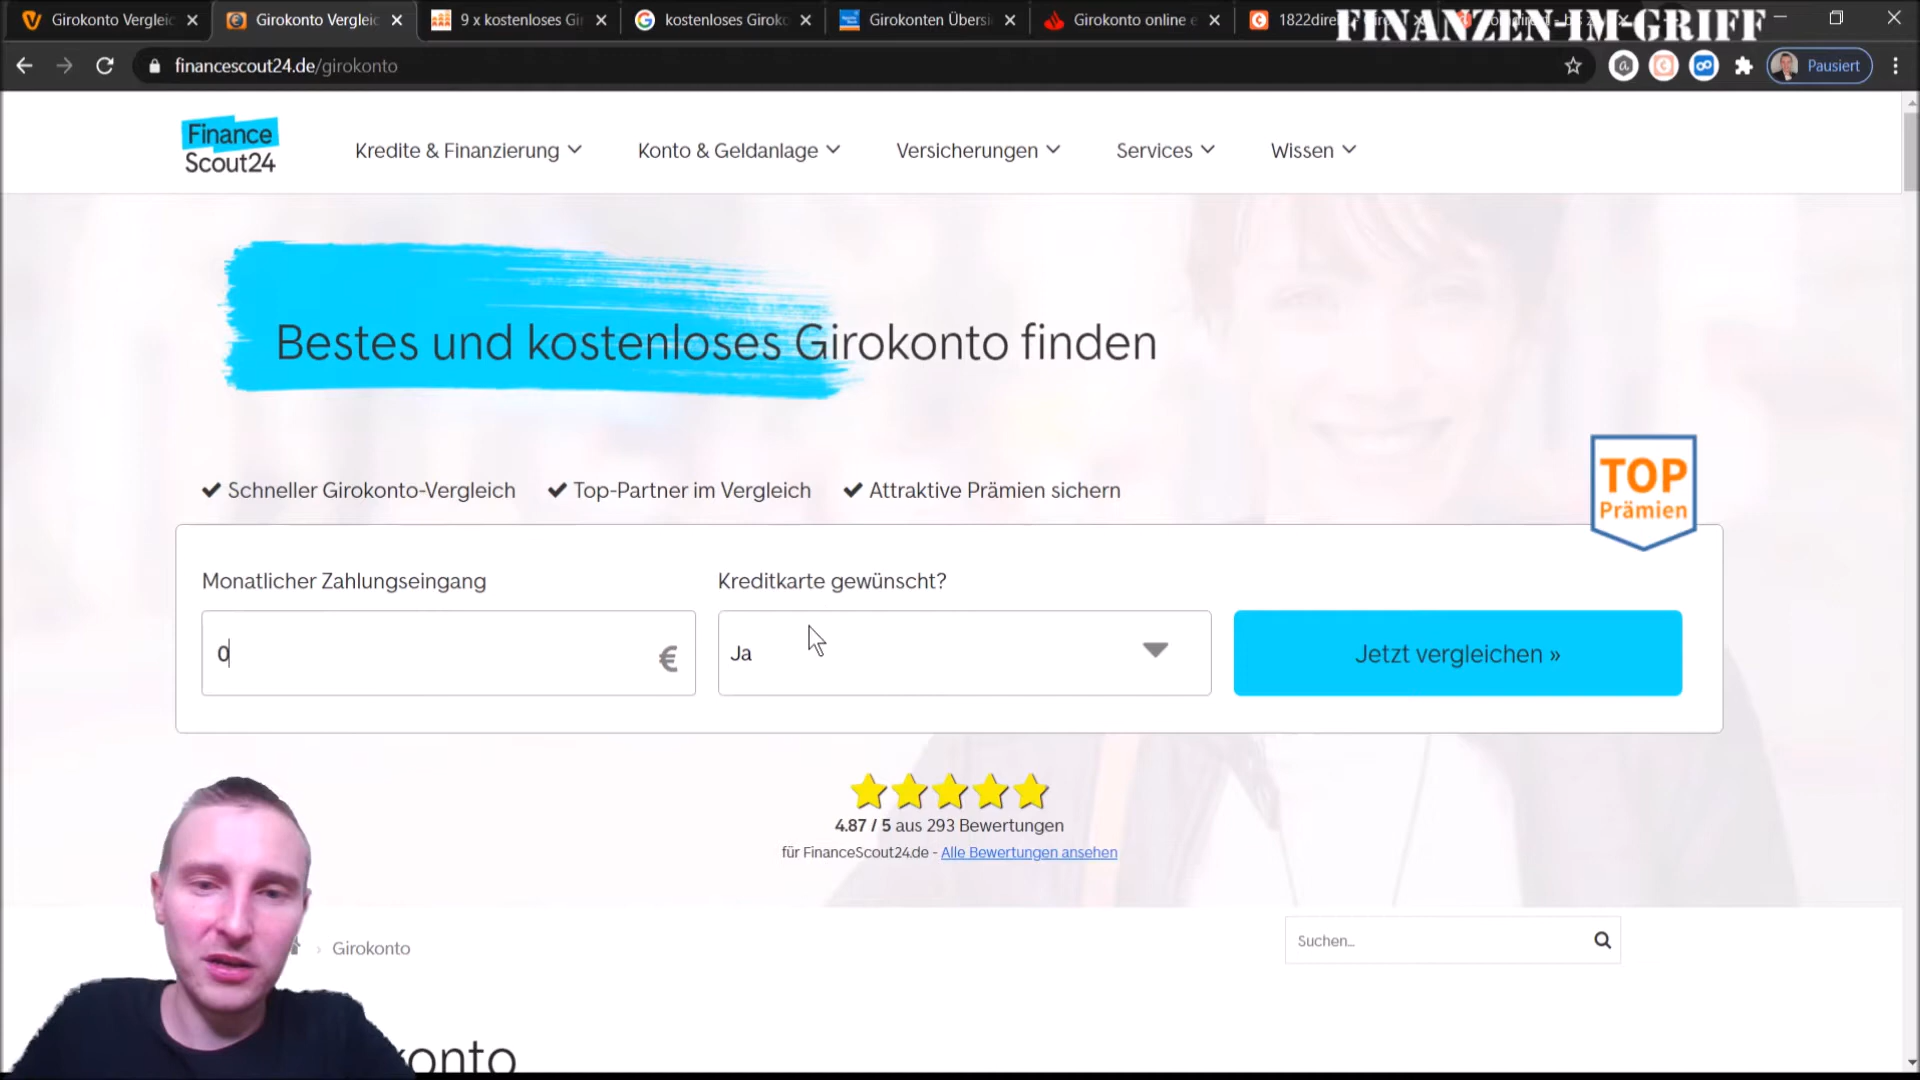 Girokonto Verglei
Girokonto Verglei
9 x kostenloses Gi
kostenloses Girok
Girokonten Übersi
Girokonto online e
1822dire
FINANZEN-IM-GRIFF
financescout24.de/girokonto
Pausiert
Finance
Scout24
Kredite & Finanzierung
Konto & Geldanlage
Versicherungen
Services
Wissen
Bestes und kostenloses Girokonto finden
Schneller Girokonto-Vergleich
Top-Partner im Vergleich
Attraktive Prämien sichern
TOP
Prämien
Monatlicher Zahlungseingang
Kreditkarte gewünscht?
0
€
Ja
Jetzt vergleichen »
4.87 / 5 aus 293 Bewertungen
für FinanceScout24.de - Alle Bewertungen ansehen
› Girokonto
Suchen...
konto